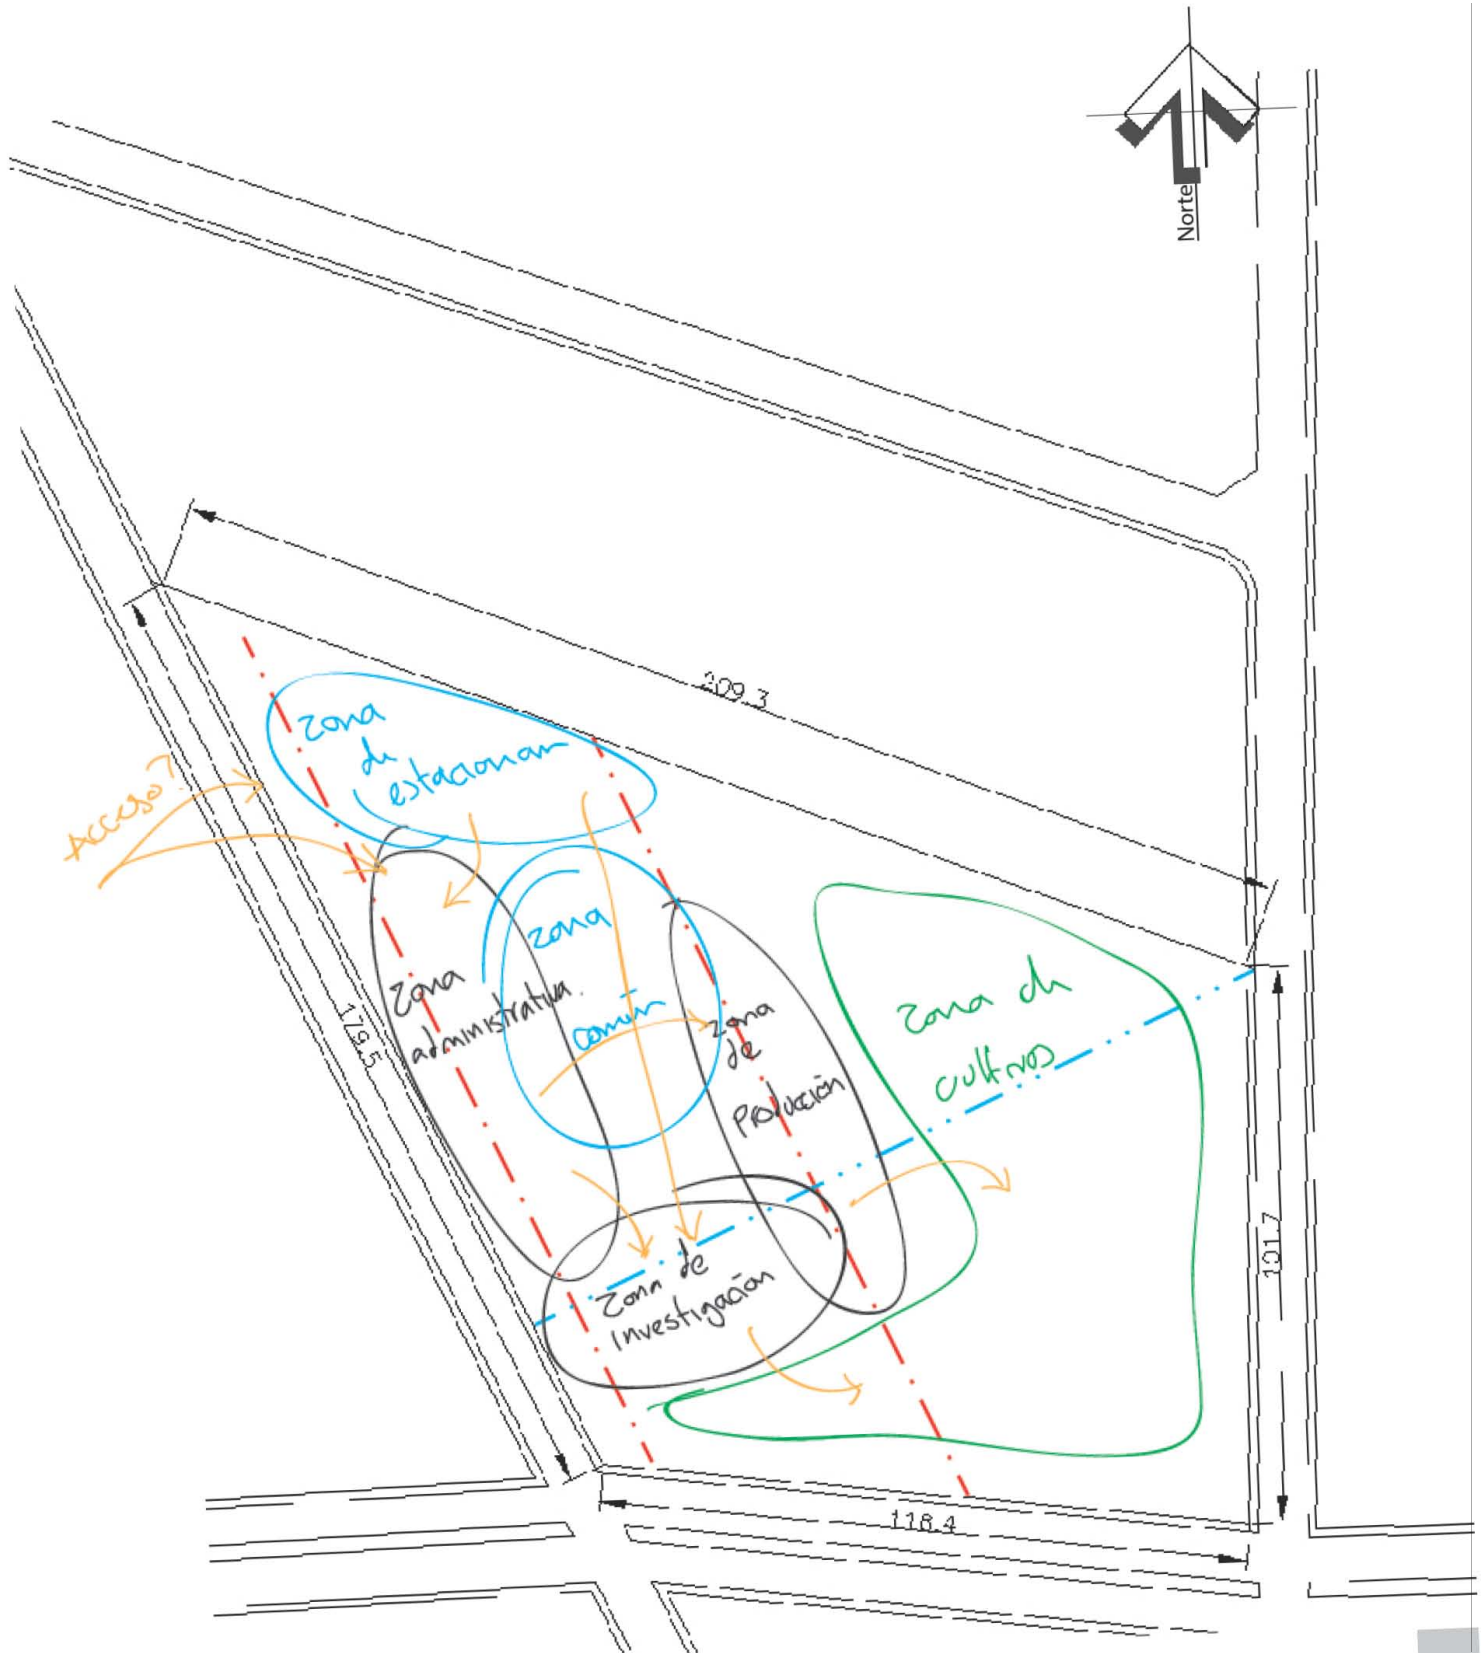 Norte
209.3
zona
de
estacionam
Acceso?
zona
común
zona
administrativa.
zona
de
producción
zona de
cultivos
179.5
101.7
zona de
investigación
118.4